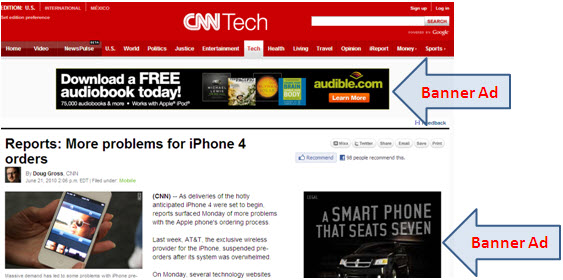 EDITION: U.S. INTERNATIONAL MÉXICO
Set edition preference
Sign up Log in
CNN Tech
SEARCH
POWERED BY Google
Home Video NewsPulse BETA U.S. World Politics Justice Entertainment Tech Health Living Travel Opinion iReport Money Sports
Download a FREE
audiobook today!
75,000 audiobooks & more • Works with Apple iPod
audible.com
Learn More
Banner Ad
Feedback
Reports: More problems for iPhone 4
orders
Mixx Twitter Share Email Save Print
Recommend 58 people recommend this.
By Doug Gross, CNN
June 21, 2010 2:06 p.m. EDT | Filed under: Mobile
(CNN) -- As deliveries of the hotly
anticipated iPhone 4 were set to begin,
reports surfaced Monday of more problems
with the Apple phone's ordering process.
Last week, AT&T, the exclusive wireless
provider for the iPhone, suspended pre-
orders after its system was overwhelmed
On Monday, several technology websites
LEGAL
A SMART PHONE
THAT SEATS SEVEN
Banner Ad
Massive demand has led to some problems with iPhone pre-